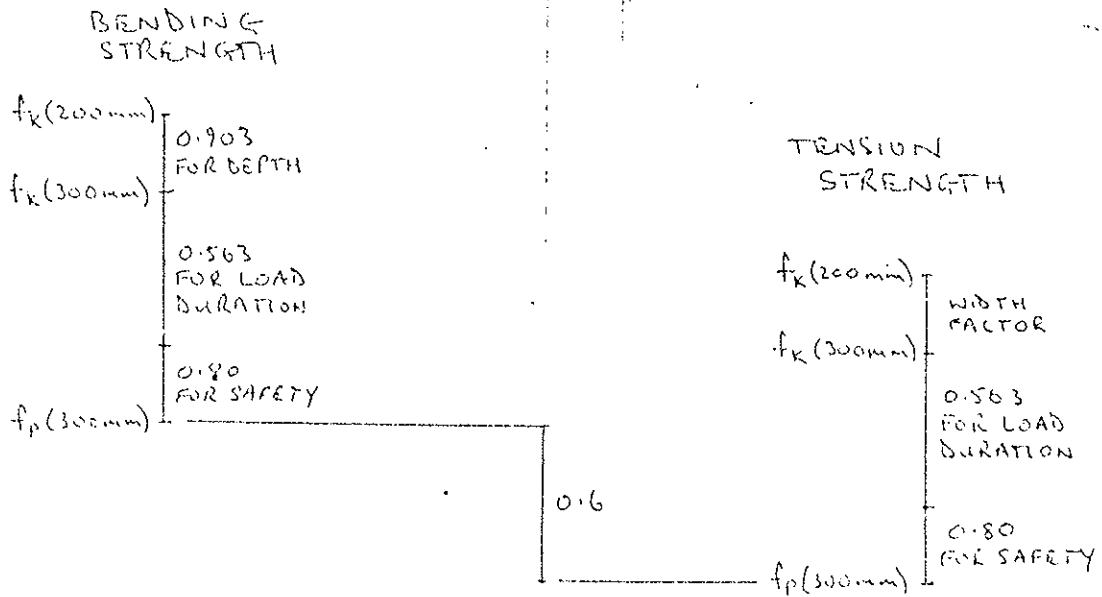 BENDING
STRENGTH
fk(200mm)
0.903
FOR DEPTH
fk(300mm)
0.563
FOR LOAD
DURATION
0.80
FOR SAFETY
fp(300mm)
0.6
TENSION
STRENGTH
fk(200mm)
WIDTH
FACTOR
fk(300mm)
0.563
FOR LOAD
DURATION
0.80
FOR SAFETY
fp(300mm)